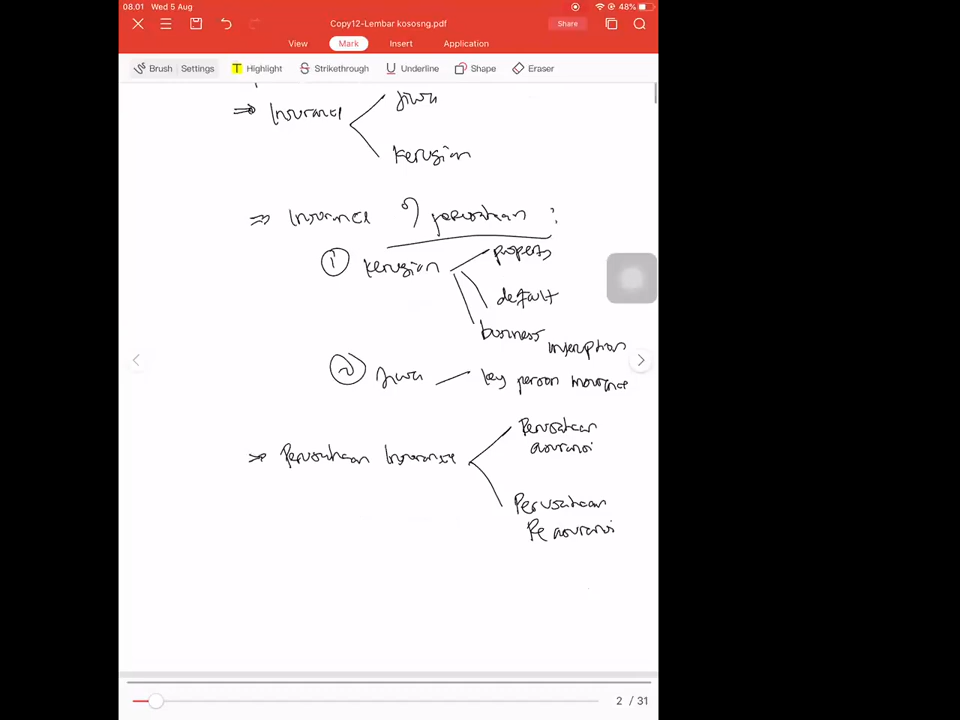 08.01 Wed 5 Aug
48%
Copy12-Lembar kososng.pdf
Share
View Mark Insert Application
Brush Settings Highlight Strikethrough Underline Shape Eraser
⇒ Insurance
jiwa
kerugian
⇒ Insurance of perusahaan :
① kerugian
property
default
business interruption
② Jiwa — key person insurance
⇒ Perusahaan Insurance
Perusahaan
asuransi
Perusahaan
Re asuransi
2 / 31